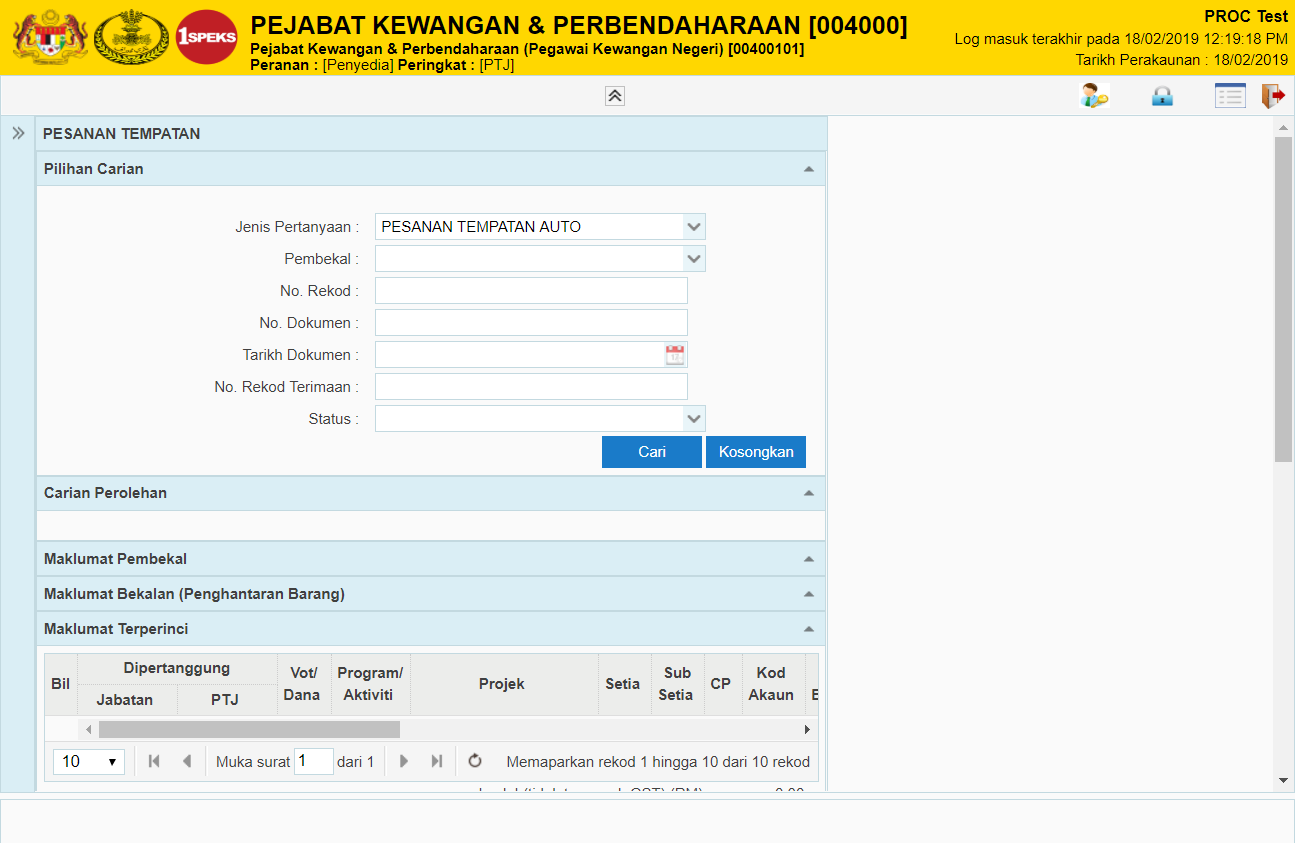 1SPEKS
PEJABAT KEWANGAN & PERBENDAHARAAN [004000]
Pejabat Kewangan & Perbendaharaan (Pegawai Kewangan Negeri) [00400101]
Peranan : [Penyedia] Peringkat : [PTJ]
PROC Test
Log masuk terakhir pada 18/02/2019 12:19:18 PM
Tarikh Perakaunan : 18/02/2019
PESANAN TEMPATAN
Pilihan Carian
Jenis Pertanyaan : PESANAN TEMPATAN AUTO
Pembekal :
No. Rekod :
No. Dokumen :
Tarikh Dokumen :
No. Rekod Terimaan :
Status :
Cari Kosongkan
Carian Perolehan
Maklumat Pembekal
Maklumat Bekalan (Penghantaran Barang)
Maklumat Terperinci
Bil Dipertanggung Jabatan PTJ Vot/ Dana Program/ Aktiviti Projek Setia Sub Setia CP Kod Akaun
10 Muka surat 1 dari 1 Memaparkan rekod 1 hingga 10 dari 10 rekod